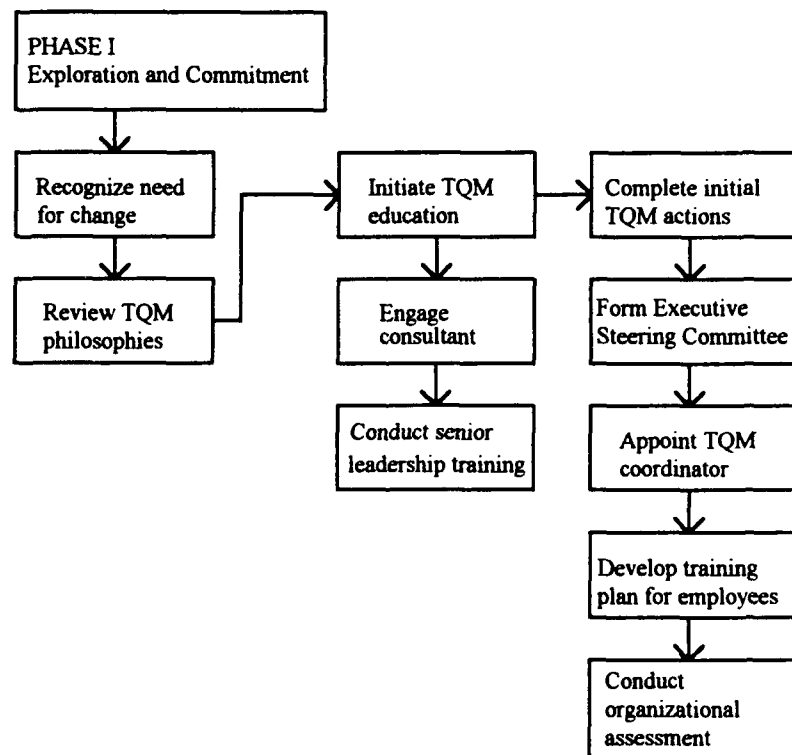 PHASE I
Exploration and Commitment
Recognize need
for change
Review TQM
philosophies
Initiate TQM
education
Engage
consultant
Conduct senior
leadership training
Complete initial
TQM actions
Form Executive
Steering Committee
Appoint TQM
coordinator
Develop training
plan for employees
Conduct
organizational
assessment